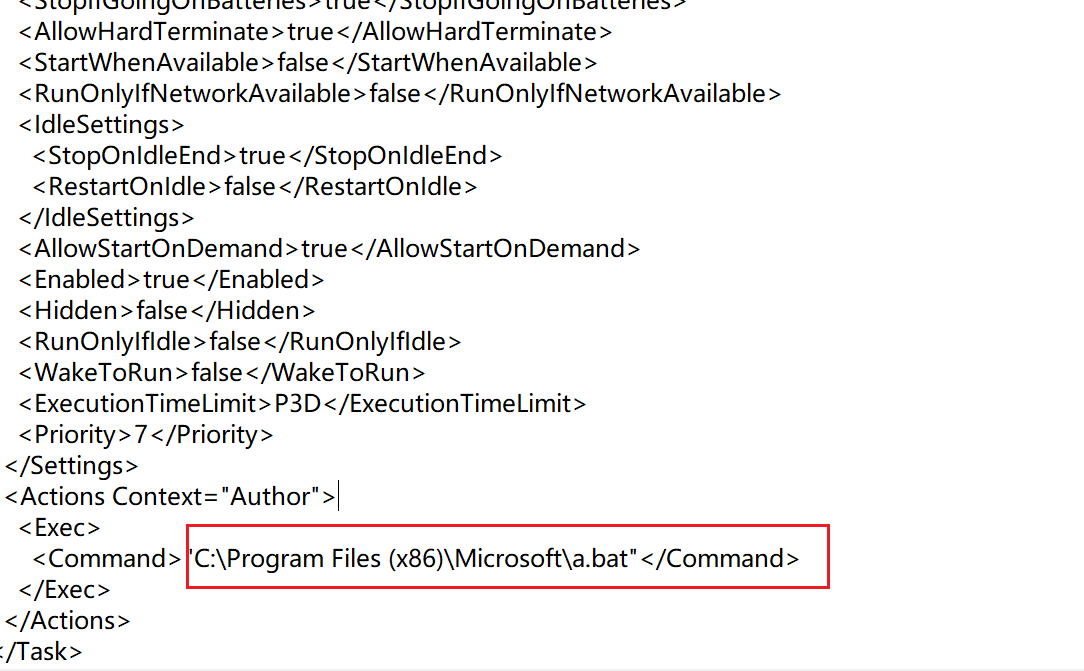 <StopIfGoingOnBatteries>true</StopIfGoingOnBatteries>
<AllowHardTerminate>true</AllowHardTerminate>
<StartWhenAvailable>false</StartWhenAvailable>
<RunOnlyIfNetworkAvailable>false</RunOnlyIfNetworkAvailable>
<IdleSettings>
<StopOnIdleEnd>true</StopOnIdleEnd>
<RestartOnIdle>false</RestartOnIdle>
</IdleSettings>
<AllowStartOnDemand>true</AllowStartOnDemand>
<Enabled>true</Enabled>
<Hidden>false</Hidden>
<RunOnlyIfIdle>false</RunOnlyIfIdle>
<WakeToRun>false</WakeToRun>
<ExecutionTimeLimit>P3D</ExecutionTimeLimit>
<Priority>7</Priority>
</Settings>
<Actions Context="Author">
<Exec>
<Command>"C:\Program Files (x86)\Microsoft\a.bat"</Command>
</Exec>
</Actions>
</Task>